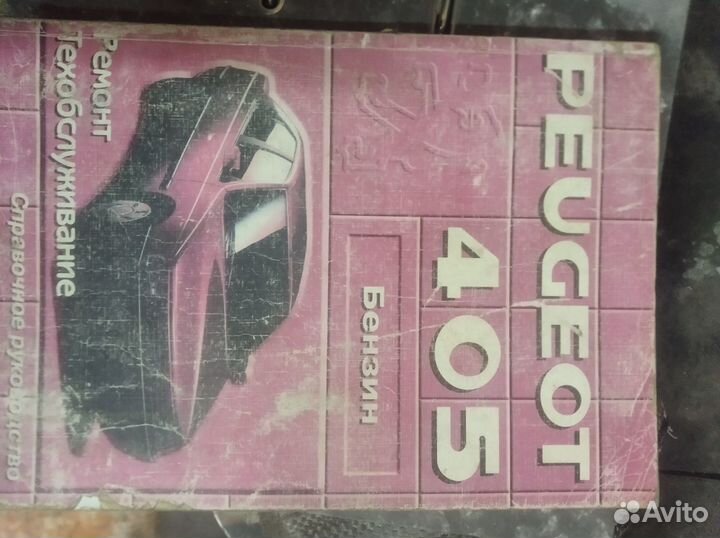 PEUGEOT
405
Бензин
Ремонт
Техобслуживание
Справочное руководство
Avito